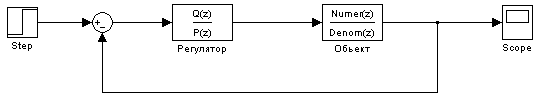 Step
Q(z)
P(z)
Регулятор
Numer(z)
Denom(z)
Обьект
Scope